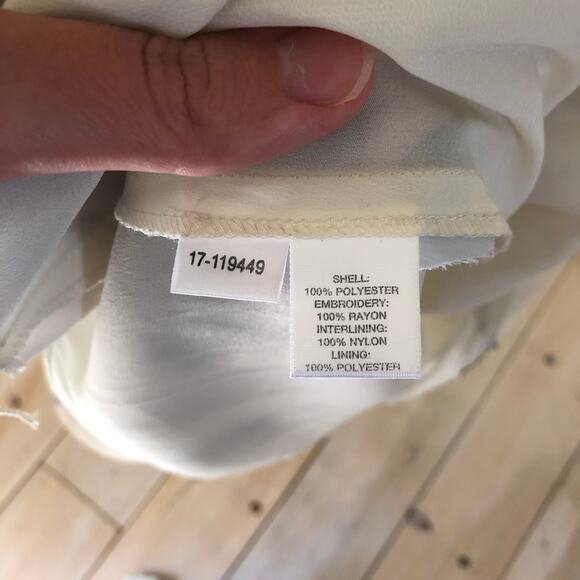 17-119449
SHELL:
100% POLYESTER
EMBROIDERY:
100% RAYON
INTERLINING:
100% NYLON
LINING:
100% POLYESTER